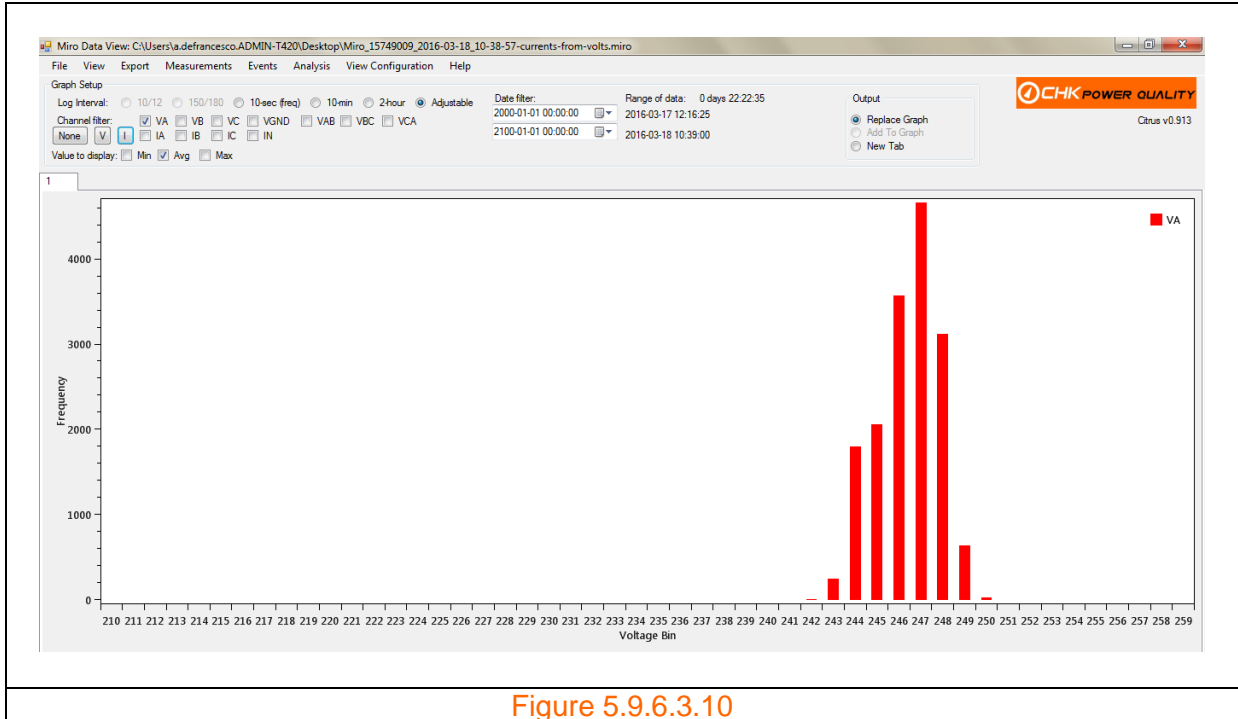 Miro Data View: C:\Users\a.defrancesco.ADMIN-T420\Desktop\Miro_15749009_2016-03-18_10-38-57-currents-from-volts.miro
File View Export Measurements Events Analysis View Configuration Help
Graph Setup
Log Interval: 10/12 150/180 10-sec (freq) 10-min 2-hour Adjustable
Channel filter: VA VB VC VGND VAB VBC VCA
None V I IA IB IC IN
Value to display: Min Avg Max
Date filter:
2000-01-01 00:00:00
2100-01-01 00:00:00
Range of data: 0 days 22:22:35
2016-03-17 12:16:25
2016-03-18 10:39:00
Output
Replace Graph
Add To Graph
New Tab
CHK POWER QUALITY
Citrus v0.913
1
VA
4000
3000
2000
1000
0
Frequency
210 211 212 213 214 215 216 217 218 219 220 221 222 223 224 225 226 227 228 229 230 231 232 233 234 235 236 237 238 239 240 241 242 243 244 245 246 247 248 249 250 251 252 253 254 255 256 257 258 259
Voltage Bin
Figure 5.9.6.3.10